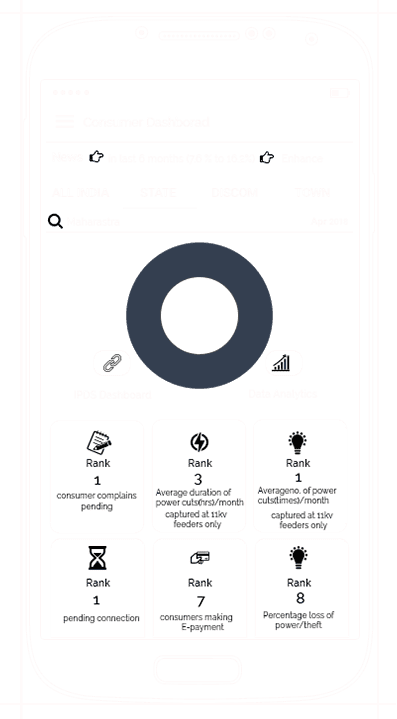 Rank
1
consumer complains
pending
Rank
3
Average duration of
power cuts(hrs)/month
captured at 11kv
feeders only
Rank
1
Averageno. of power
cuts(times)/month
captured at 11kv
feeders only
Rank
1
pending connection
Rank
7
consumers making
E-payment
Rank
8
Percentage loss of
power/theft